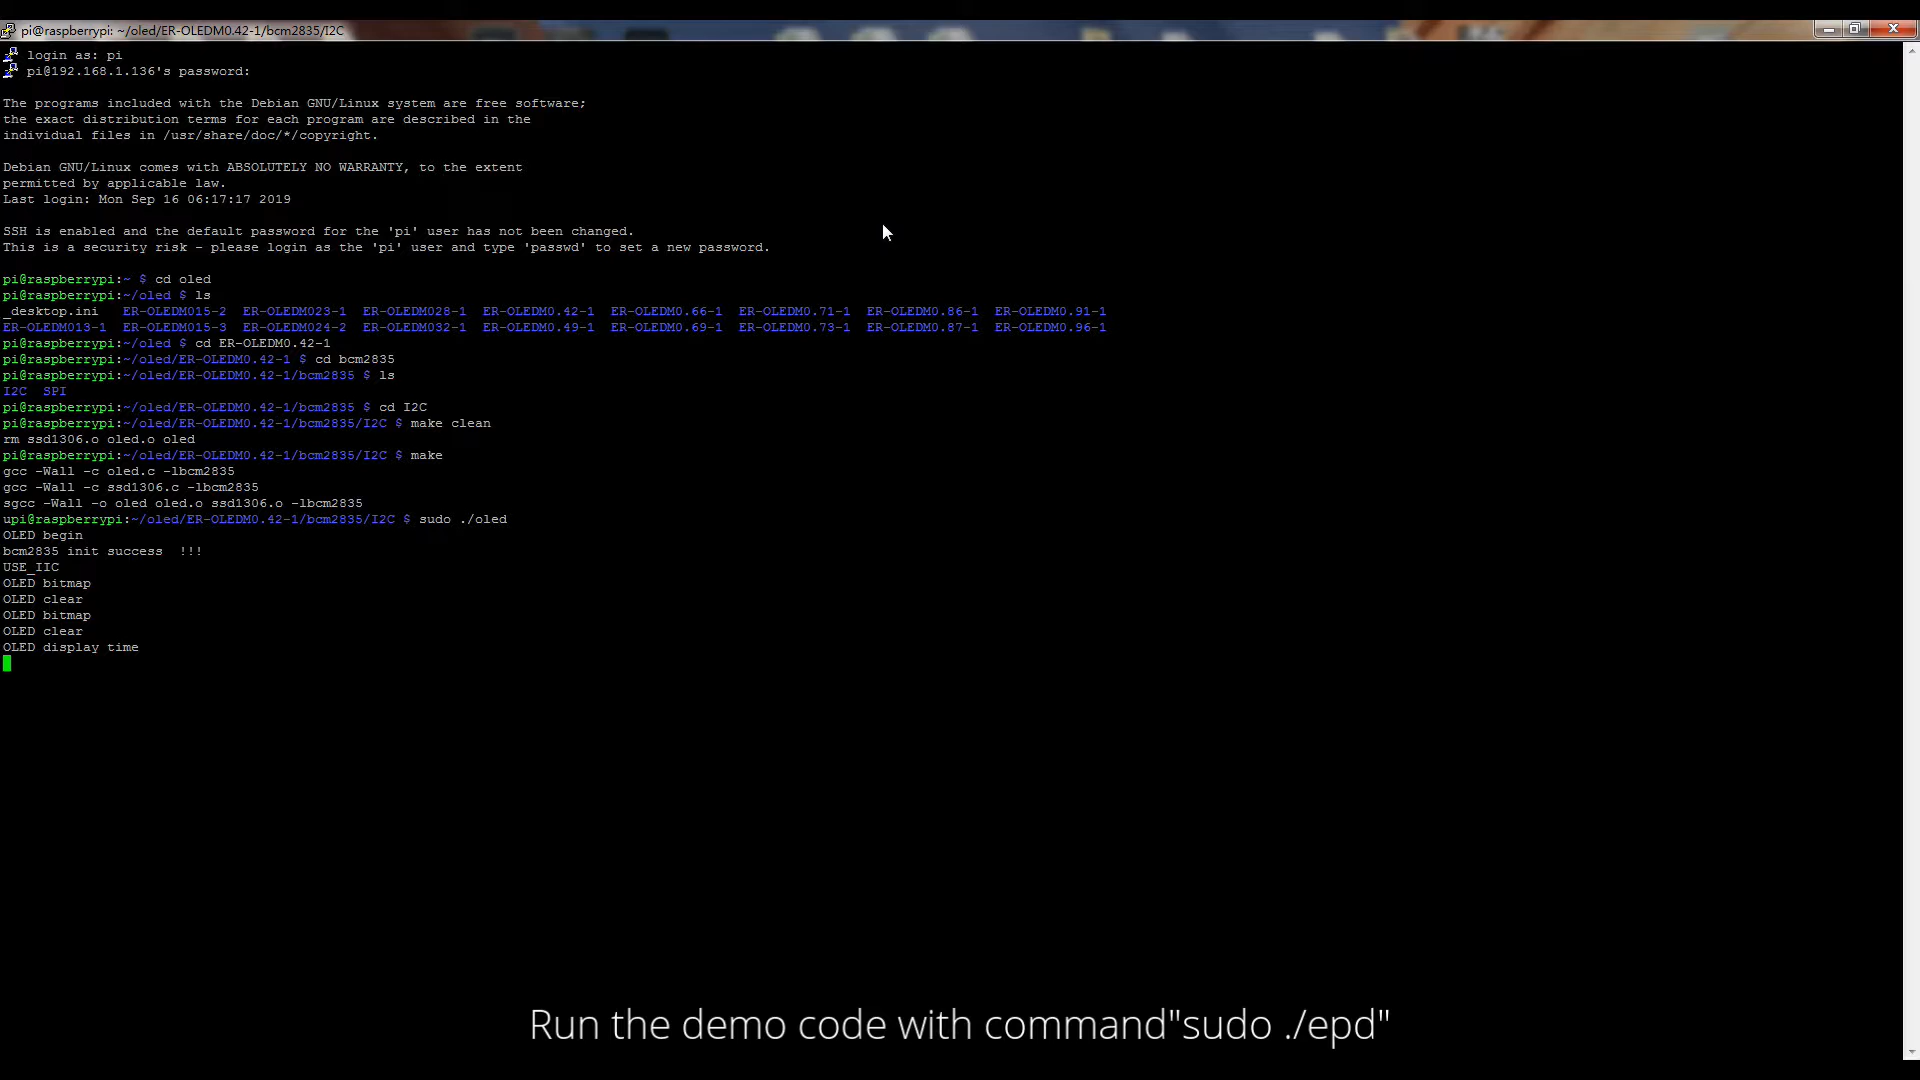 pi@raspberrypi: ~/oled/ER-OLEDM0.42-1/bcm2835/I2C
login as: pi
pi@192.168.1.136's password:
The programs included with the Debian GNU/Linux system are free software;
the exact distribution terms for each program are described in the
individual files in /usr/share/doc/*/copyright.
Debian GNU/Linux comes with ABSOLUTELY NO WARRANTY, to the extent
permitted by applicable law.
Last login: Mon Sep 16 06:17:17 2019
SSH is enabled and the default password for the 'pi' user has not been changed.
This is a security risk - please login as the 'pi' user and type 'passwd' to set a new password.
pi@raspberrypi:~ $ cd oled
pi@raspberrypi:~/oled $ ls
_desktop.ini ER-OLEDM015-2 ER-OLEDM023-1 ER-OLEDM028-1 ER-OLEDM0.42-1 ER-OLEDM0.66-1 ER-OLEDM0.71-1 ER-OLEDM0.86-1 ER-OLEDM0.91-1
ER-OLEDM013-1 ER-OLEDM015-3 ER-OLEDM024-2 ER-OLEDM032-1 ER-OLEDM0.49-1 ER-OLEDM0.69-1 ER-OLEDM0.73-1 ER-OLEDM0.87-1 ER-OLEDM0.96-1
pi@raspberrypi:~/oled $ cd ER-OLEDM0.42-1
pi@raspberrypi:~/oled/ER-OLEDM0.42-1 $ cd bcm2835
pi@raspberrypi:~/oled/ER-OLEDM0.42-1/bcm2835 $ ls
I2C SPI
pi@raspberrypi:~/oled/ER-OLEDM0.42-1/bcm2835 $ cd I2C
pi@raspberrypi:~/oled/ER-OLEDM0.42-1/bcm2835/I2C $ make clean
rm ssd1306.o oled.o oled
pi@raspberrypi:~/oled/ER-OLEDM0.42-1/bcm2835/I2C $ make
gcc -Wall -c oled.c -lbcm2835
gcc -Wall -c ssd1306.c -lbcm2835
sgcc -Wall -o oled oled.o ssd1306.o -lbcm2835
upi@raspberrypi:~/oled/ER-OLEDM0.42-1/bcm2835/I2C $ sudo ./oled
OLED begin
bcm2835 init success !!!
USE_IIC
OLED bitmap
OLED clear
OLED bitmap
OLED clear
OLED display time
Run the demo code with command"sudo ./epd"